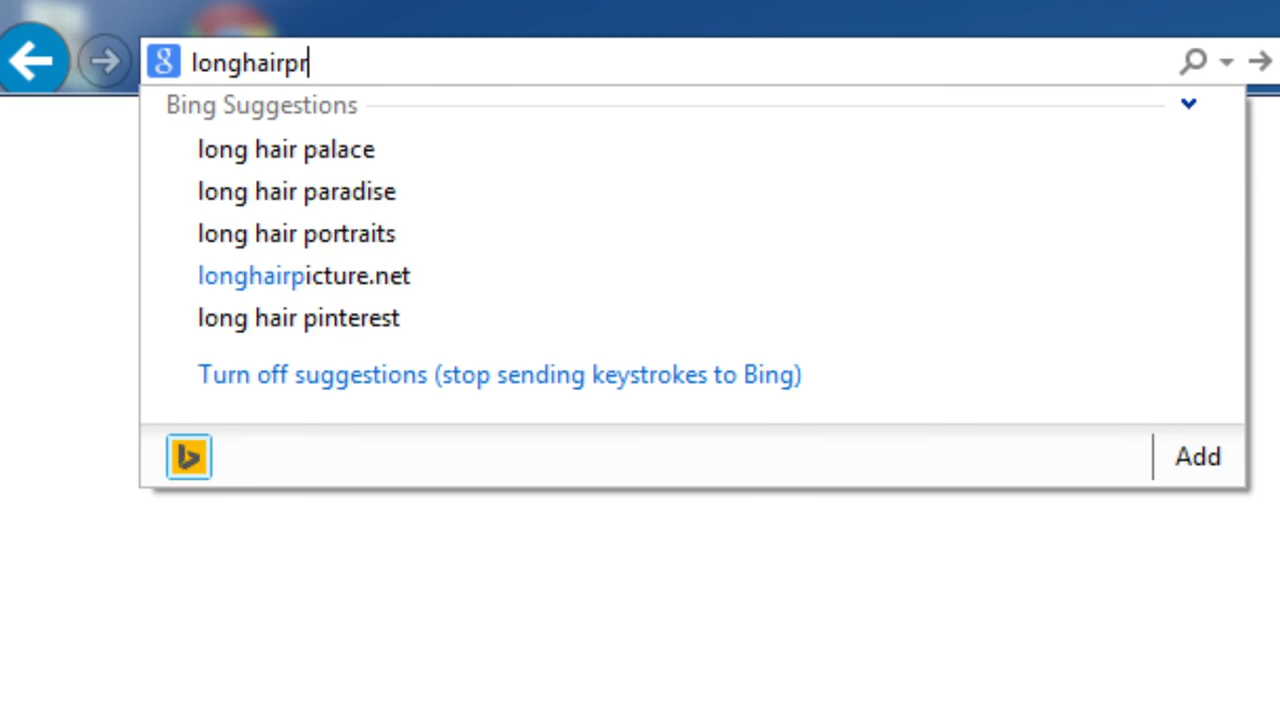 longhairpr
Bing Suggestions
long hair palace
long hair paradise
long hair portraits
longhairpicture.net
long hair pinterest
Turn off suggestions (stop sending keystrokes to Bing)
Add